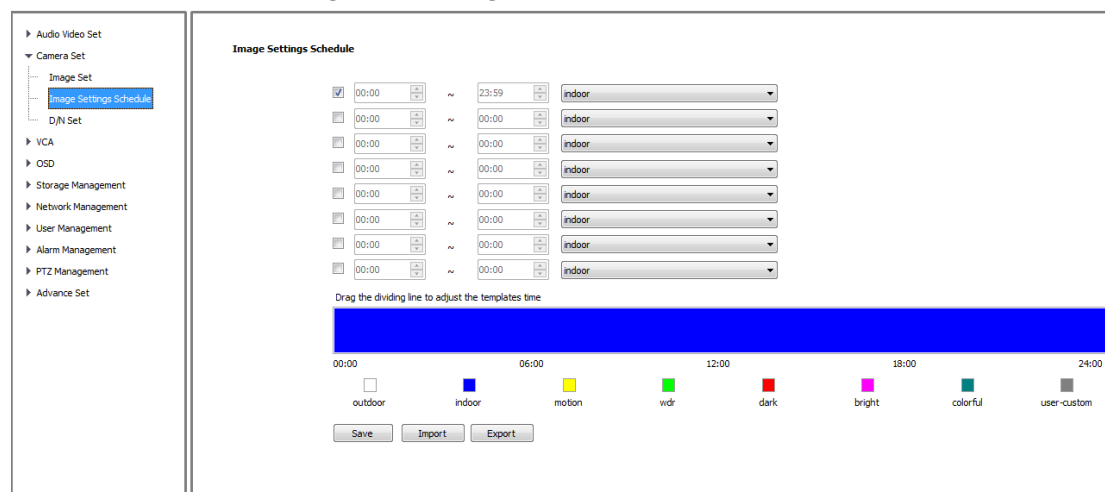 Audio Video Set
Camera Set
Image Set
Image Settings Schedule
D/N Set
VCA
OSD
Storage Management
Network Management
User Management
Alarm Management
PTZ Management
Advance Set
Image Settings Schedule
00:00 ~ 23:59 indoor
00:00 ~ 00:00 indoor
00:00 ~ 00:00 indoor
00:00 ~ 00:00 indoor
00:00 ~ 00:00 indoor
00:00 ~ 00:00 indoor
00:00 ~ 00:00 indoor
00:00 ~ 00:00 indoor
Drag the dividing line to adjust the templates time
00:00 06:00 12:00 18:00 24:00
outdoor indoor motion wdr dark bright colorful user-custom
Save Import Export